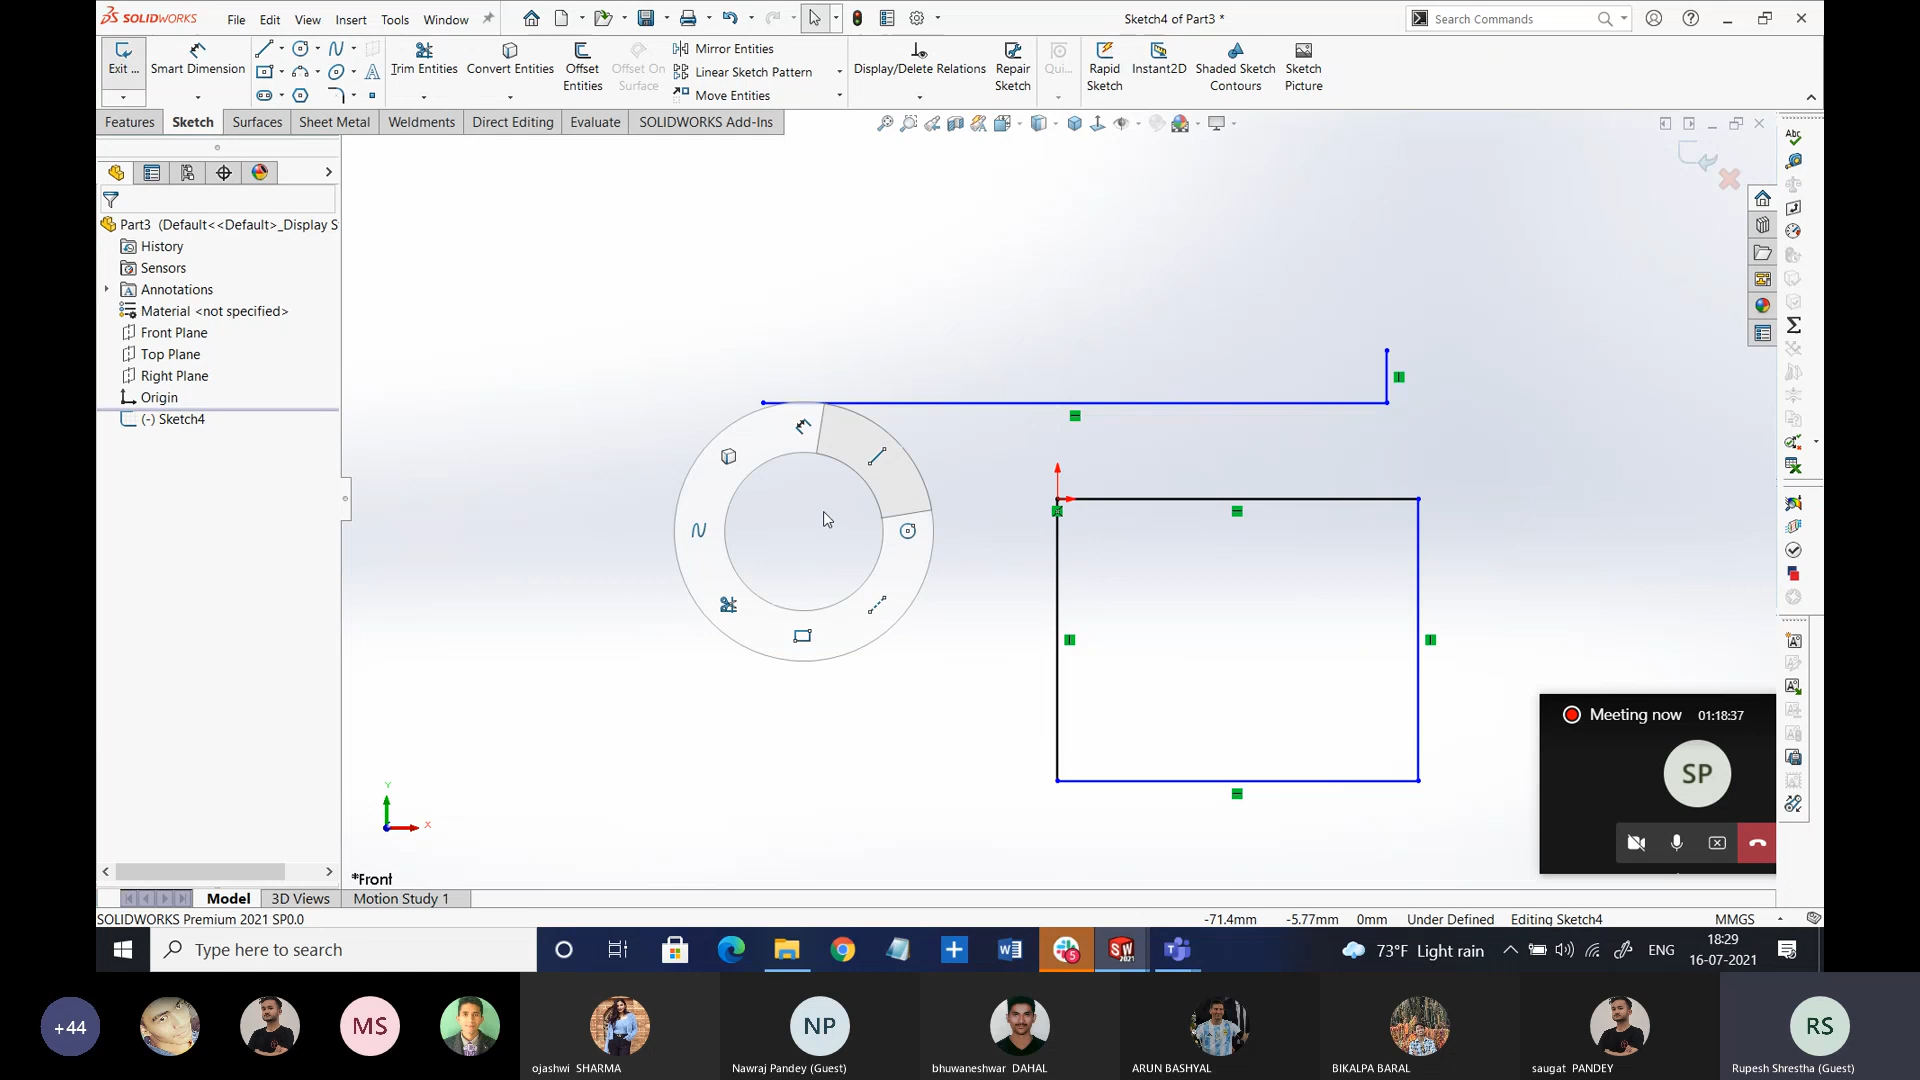 SOLIDWORKS File Edit View Insert Tools Window Sketch4 of Part3 * Search Commands
Exit ... Smart Dimension Trim Entities Convert Entities Offset Entities Offset On Surface Mirror Entities Linear Sketch Pattern Move Entities Display/Delete Relations Repair Sketch Qui... Rapid Sketch Instant2D Shaded Sketch Contours Sketch Picture
Features Sketch Surfaces Sheet Metal Weldments Direct Editing Evaluate SOLIDWORKS Add-Ins
Part3 (Default<<Default>_Display S
History
Sensors
Annotations
Material <not specified>
Front Plane
Top Plane
Right Plane
Origin
(-) Sketch4
Abc
Meeting now 01:18:37
SP
Y
X
*Front
Model 3D Views Motion Study 1
SOLIDWORKS Premium 2021 SP0.0 -71.4mm -5.77mm 0mm Under Defined Editing Sketch4 MMGS
Type here to search 73°F Light rain ENG 18:29
16-07-2021
+44 MS NP RS
ojashwi SHARMA Nawraj Pandey (Guest) bhuwaneshwar DAHAL ARUN BASHYAL BIKALPA BARAL saugat PANDEY Rupesh Shrestha (Guest)